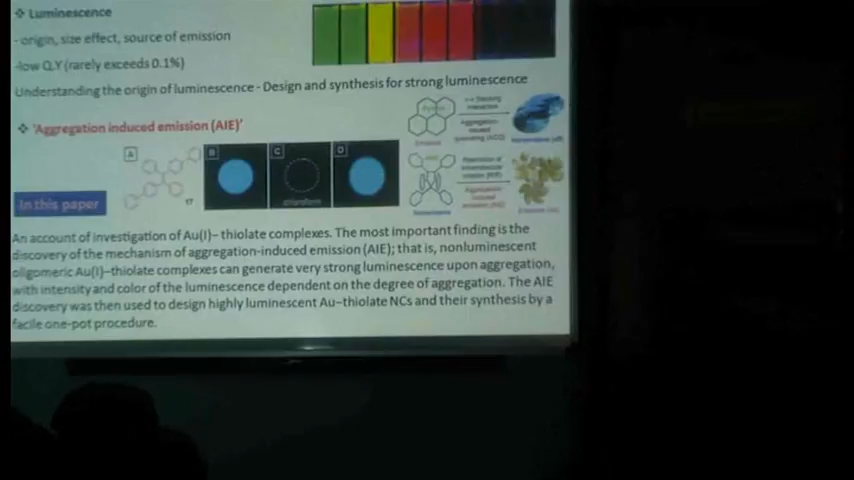 ❖ Luminescence
- origin, size effect, source of emission
-low Q.Y (rarely exceeds 0.1%)
Understanding the origin of luminescence - Design and synthesis for strong luminescence
❖ 'Aggregation induced emission (AIE)'
A
B
C
D
17
chloroform
In this paper
An account of investigation of Au(I)– thiolate complexes. The most important finding is the
discovery of the mechanism of aggregation-induced emission (AIE); that is, nonluminescent
oligomeric Au(I)–thiolate complexes can generate very strong luminescence upon aggregation,
with intensity and color of the luminescence dependent on the degree of aggregation. The AIE
discovery was then used to design highly luminescent Au–thiolate NCs and their synthesis by a
facile one-pot procedure.